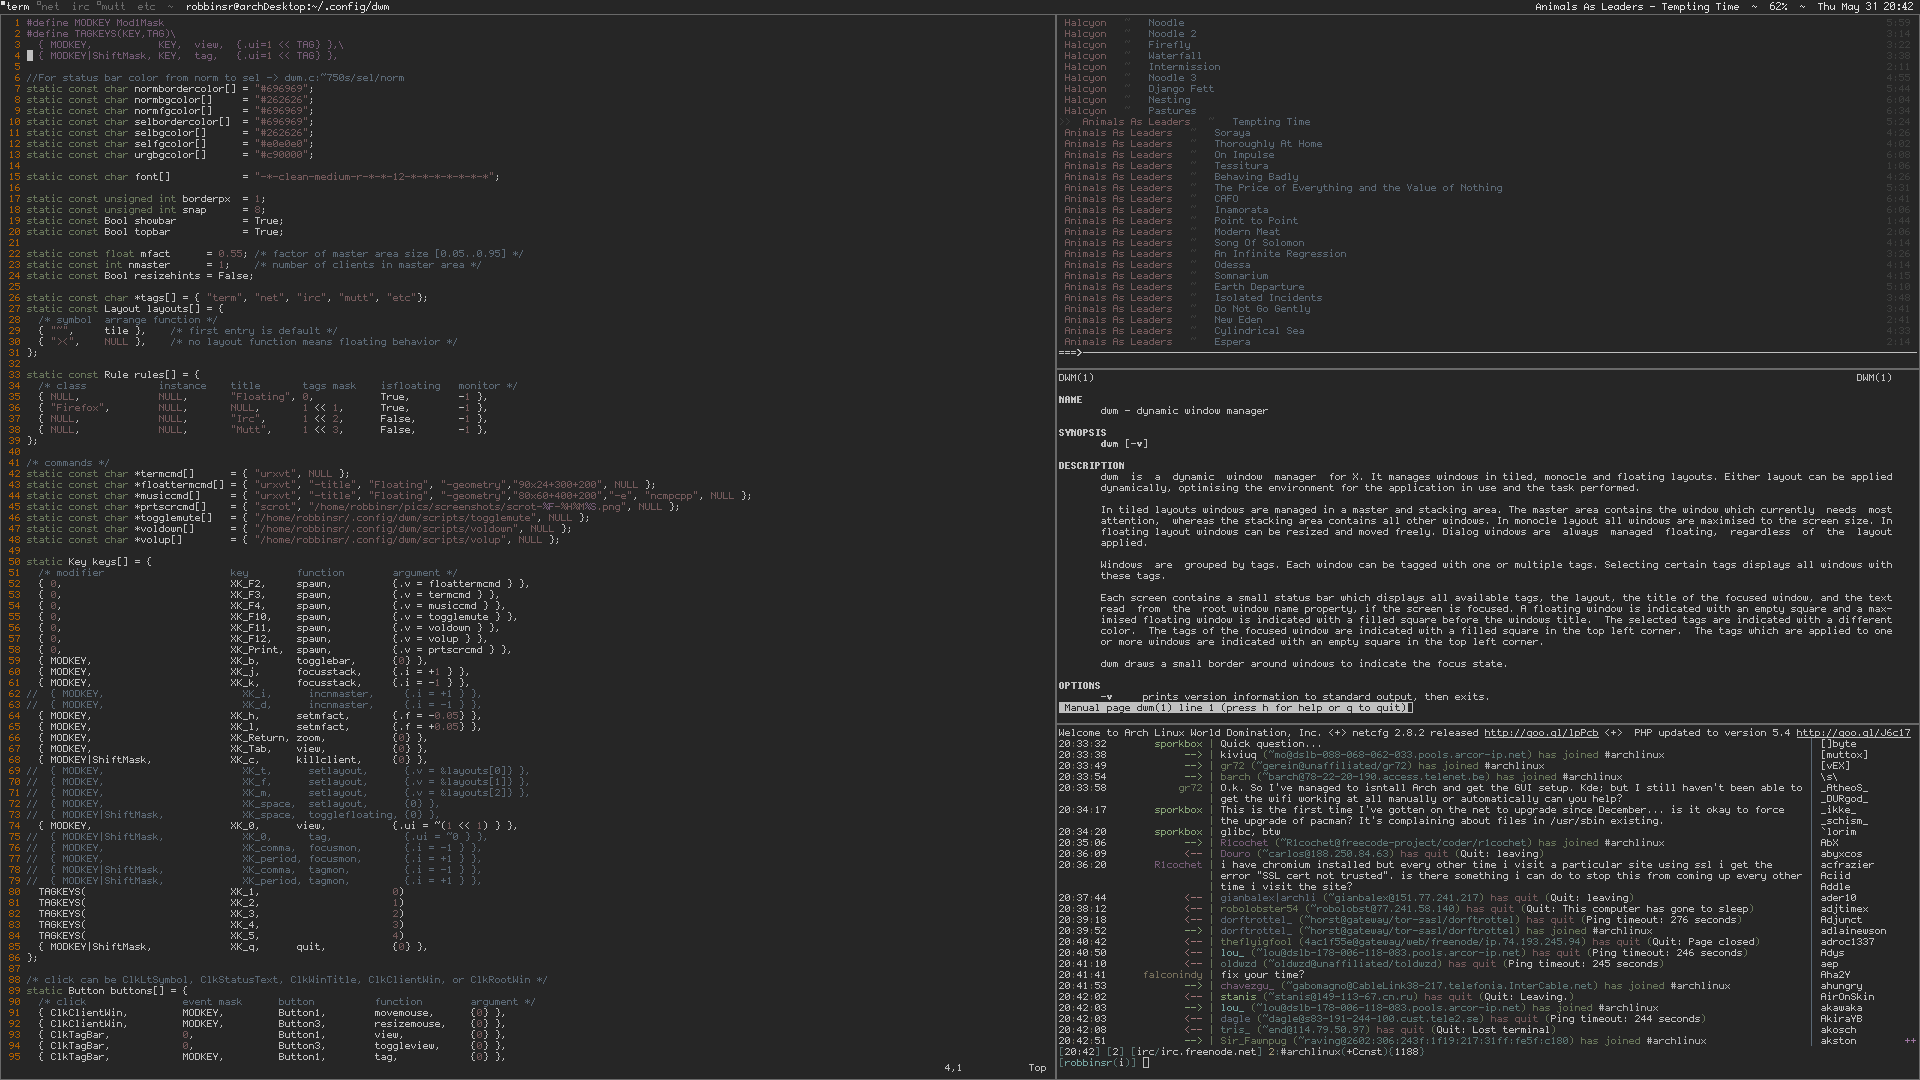 term net irc mutt etc ~ robbinsr@archDesktop:~/.config/dwm
Animals As Leaders - Tempting Time ~ 62% ~ Thu May 31 20:42
1 #define MODKEY Mod1Mask
2 #define TAGKEYS(KEY,TAG)\
3 { MODKEY, KEY, view, {.ui=1 << TAG} },\
4 { MODKEY|ShiftMask, KEY, tag, {.ui=1 << TAG} },
5
6 //For status bar color from norm to sel -> dwm.c:~750s/sel/norm
7 static const char normbordercolor[] = "#696969";
8 static const char normbgcolor[] = "#262626";
9 static const char normfgcolor[] = "#696969";
10 static const char selbordercolor[] = "#696969";
11 static const char selbgcolor[] = "#262626";
12 static const char selfgcolor[] = "#e0e0e0";
13 static const char urgbgcolor[] = "#c90000";
14
15 static const char font[] = "-*-clean-medium-r-*-*-12-*-*-*-*-*-*-*";
16
17 static const unsigned int borderpx = 1;
18 static const unsigned int snap = 8;
19 static const Bool showbar = True;
20 static const Bool topbar = True;
21
22 static const float mfact = 0.55; /* factor of master area size [0.05..0.95] */
23 static const int nmaster = 1; /* number of clients in master area */
24 static const Bool resizehints = False;
25
26 static const char *tags[] = { "term", "net", "irc", "mutt", "etc"};
27 static const Layout layouts[] = {
28 /* symbol arrange function */
29 { "~", tile }, /* first entry is default */
30 { "><", NULL }, /* no layout function means floating behavior */
31 };
32
33 static const Rule rules[] = {
34 /* class instance title tags mask isfloating monitor */
35 { NULL, NULL, "Floating", 0, True, -1 },
36 { "Firefox", NULL, NULL, 1 << 1, True, -1 },
37 { NULL, NULL, "Irc", 1 << 2, False, -1 },
38 { NULL, NULL, "Mutt", 1 << 3, False, -1 },
39 };
40
41 /* commands */
42 static const char *termcmd[] = { "urxvt", NULL };
43 static const char *floattermcmd[] = { "urxvt", "-title", "Floating", "-geometry","90x24+300+200", NULL };
44 static const char *musiccmd[] = { "urxvt", "-title", "Floating", "-geometry","80x60+400+200","-e", "ncmpcpp", NULL };
45 static const char *prtscrcmd[] = { "scrot", "/home/robbinsr/pics/screenshots/scrot-%F-%H%M%S.png", NULL };
46 static const char *togglemute[] = { "/home/robbinsr/.config/dwm/scripts/togglemute", NULL };
47 static const char *voldown[] = { "/home/robbinsr/.config/dwm/scripts/voldown", NULL };
48 static const char *volup[] = { "/home/robbinsr/.config/dwm/scripts/volup", NULL };
49
50 static Key keys[] = {
51 /* modifier key function argument */
52 { 0, XK_F2, spawn, {.v = floattermcmd } },
53 { 0, XK_F3, spawn, {.v = termcmd } },
54 { 0, XK_F4, spawn, {.v = musiccmd } },
55 { 0, XK_F10, spawn, {.v = togglemute } },
56 { 0, XK_F11, spawn, {.v = voldown } },
57 { 0, XK_F12, spawn, {.v = volup } },
58 { 0, XK_Print, spawn, {.v = prtscrcmd } },
59 { MODKEY, XK_b, togglebar, {0} },
60 { MODKEY, XK_j, focusstack, {.i = +1 } },
61 { MODKEY, XK_k, focusstack, {.i = -1 } },
62 // { MODKEY, XK_i, incnmaster, {.i = +1 } },
63 // { MODKEY, XK_d, incnmaster, {.i = -1 } },
64 { MODKEY, XK_h, setmfact, {.f = -0.05} },
65 { MODKEY, XK_l, setmfact, {.f = +0.05} },
66 { MODKEY, XK_Return, zoom, {0} },
67 { MODKEY, XK_Tab, view, {0} },
68 { MODKEY|ShiftMask, XK_c, killclient, {0} },
69 // { MODKEY, XK_t, setlayout, {.v = &layouts[0]} },
70 // { MODKEY, XK_f, setlayout, {.v = &layouts[1]} },
71 // { MODKEY, XK_m, setlayout, {.v = &layouts[2]} },
72 // { MODKEY, XK_space, setlayout, {0} },
73 // { MODKEY|ShiftMask, XK_space, togglefloating, {0} },
74 { MODKEY, XK_0, view, {.ui = ~(1 << 1) } },
75 // { MODKEY|ShiftMask, XK_0, tag, {.ui = ~0 } },
76 // { MODKEY, XK_comma, focusmon, {.i = -1 } },
77 // { MODKEY, XK_period, focusmon, {.i = +1 } },
78 // { MODKEY|ShiftMask, XK_comma, tagmon, {.i = -1 } },
79 // { MODKEY|ShiftMask, XK_period, tagmon, {.i = +1 } },
80 TAGKEYS( XK_1, 0)
81 TAGKEYS( XK_2, 1)
82 TAGKEYS( XK_3, 2)
83 TAGKEYS( XK_4, 3)
84 TAGKEYS( XK_5, 4)
85 { MODKEY|ShiftMask, XK_q, quit, {0} },
86 };
87
88 /* click can be ClkLtSymbol, ClkStatusText, ClkWinTitle, ClkClientWin, or ClkRootWin */
89 static Button buttons[] = {
90 /* click event mask button function argument */
91 { ClkClientWin, MODKEY, Button1, movemouse, {0} },
92 { ClkClientWin, MODKEY, Button3, resizemouse, {0} },
93 { ClkTagBar, 0, Button1, view, {0} },
94 { ClkTagBar, 0, Button3, toggleview, {0} },
95 { ClkTagBar, MODKEY, Button1, tag, {0} },
4,1 Top
Halcyon ~ Noodle 5:59
Halcyon ~ Noodle 2 3:14
Halcyon ~ Firefly 3:22
Halcyon ~ Waterfall 3:38
Halcyon ~ Intermission 2:11
Halcyon ~ Noodle 3 4:55
Halcyon ~ Django Fett 5:44
Halcyon ~ Nesting 6:04
Halcyon ~ Pastures 6:34
>> Animals As Leaders ~ Tempting Time 5:24
Animals As Leaders ~ Soraya 4:26
Animals As Leaders ~ Thoroughly At Home 4:02
Animals As Leaders ~ On Impulse 6:08
Animals As Leaders ~ Tessitura 1:06
Animals As Leaders ~ Behaving Badly 4:26
Animals As Leaders ~ The Price of Everything and the Value of Nothing 5:31
Animals As Leaders ~ CAFO 6:41
Animals As Leaders ~ Inamorata 6:06
Animals As Leaders ~ Point to Point 1:44
Animals As Leaders ~ Modern Meat 2:06
Animals As Leaders ~ Song Of Solomon 4:14
Animals As Leaders ~ An Infinite Regression 3:26
Animals As Leaders ~ Odessa 4:14
Animals As Leaders ~ Somnarium 4:15
Animals As Leaders ~ Earth Departure 5:10
Animals As Leaders ~ Isolated Incidents 3:48
Animals As Leaders ~ Do Not Go Gently 3:41
Animals As Leaders ~ New Eden 2:41
Animals As Leaders ~ Cylindrical Sea 4:33
Animals As Leaders ~ Espera 2:14
===>
DWM(1) DWM(1)
NAME
dwm - dynamic window manager
SYNOPSIS
dwm [-v]
DESCRIPTION
dwm is a dynamic window manager for X. It manages windows in tiled, monocle and floating layouts. Either layout can be applied
dynamically, optimising the environment for the application in use and the task performed.
In tiled layouts windows are managed in a master and stacking area. The master area contains the window which currently needs most
attention, whereas the stacking area contains all other windows. In monocle layout all windows are maximised to the screen size. In
floating layout windows can be resized and moved freely. Dialog windows are always managed floating, regardless of the layout
applied.
Windows are grouped by tags. Each window can be tagged with one or multiple tags. Selecting certain tags displays all windows with
these tags.
Each screen contains a small status bar which displays all available tags, the layout, the title of the focused window, and the text
read from the root window name property, if the screen is focused. A floating window is indicated with an empty square and a max-
imised floating window is indicated with a filled square before the windows title. The selected tags are indicated with a different
color. The tags of the focused window are indicated with a filled square in the top left corner. The tags which are applied to one
or more windows are indicated with an empty square in the top left corner.
dwm draws a small border around windows to indicate the focus state.
OPTIONS
-v prints version information to standard output, then exits.
Manual page dwm(1) line 1 (press h for help or q to quit)
Welcome to Arch Linux World Domination, Inc. <+> netcfg 2.8.2 released http://goo.gl/lpPcb <+> PHP updated to version 5.4 http://goo.gl/J6c17
20:33:32 sporkbox | Quick question... | []byte
20:33:38 --> | kiviuq (~mo@dslb-088-068-062-033.pools.arcor-ip.net) has joined #archlinux | [muttox]
20:33:49 --> | gr72 (~gerein@unaffiliated/gr72) has joined #archlinux | [vEX]
20:33:54 --> | barch (~barch@78-22-20-190.access.telenet.be) has joined #archlinux | \s\
20:33:58 gr72 | O.k. So I've managed to isntall Arch and get the GUI setup. Kde; but I still haven't been able to | _AtheoS_
| get the wifi working at all manually or automatically can you help? | _DURgod_
20:34:17 sporkbox | This is the first time I've gotten on the net to upgrade since December... is it okay to force | _ikke_
| the upgrade of pacman? It's complaining about files in /usr/sbin existing. | _schism_
20:34:20 sporkbox | glibc, btw | `lorim
20:35:06 --> | R1cochet (~R1cochet@freecode-project/coder/r1cochet) has joined #archlinux | AbX
20:36:09 <-- | Douro (~carlos@188.250.84.63) has quit (Quit: leaving) | abyxcos
20:36:20 R1cochet | i have chromium installed but every other time i visit a particular site using ssl i get the | acfrazier
| error "SSL cert not trusted". is there something i can do to stop this from coming up every other | Aciid
| time i visit the site? | Addle
20:37:44 <-- | gianbalex|archli (~gianbalex@151.77.241.217) has quit (Quit: leaving) | ader10
20:38:12 <-- | robolobster54 (~robolobst@77.241.58.140) has quit (Quit: This computer has gone to sleep) | adjtimex
20:39:18 <-- | dorftrottel_ (~horst@gateway/tor-sasl/dorftrottel) has quit (Ping timeout: 276 seconds) | Adjunct
20:39:52 --> | dorftrottel_ (~horst@gateway/tor-sasl/dorftrottel) has joined #archlinux | adlainewson
20:40:42 <-- | theflyigfool (4ac1f55e@gateway/web/freenode/ip.74.193.245.94) has quit (Quit: Page closed) | adroc1337
20:40:50 <-- | lou_ (~lou@dslb-178-006-118-083.pools.arcor-ip.net) has quit (Ping timeout: 246 seconds) | Adys
20:41:10 <-- | oldwzd (~oldwzd@unaffiliated/toldwzd) has quit (Ping timeout: 245 seconds) | aep
20:41:41 falconindy | fix your time? | Aha2Y
20:41:53 --> | chavezgu_ (~gabomagno@CableLink38-217.telefonia.InterCable.net) has joined #archlinux | ahungry
20:42:02 <-- | stanis (~stanis@149-113-67.cn.ru) has quit (Quit: Leaving.) | AirOnSkin
20:42:03 --> | lou_ (~lou@dslb-178-006-118-083.pools.arcor-ip.net) has joined #archlinux | akawaka
20:42:03 <-- | dagle (~dagle@s83-191-244-100.cust.tele2.se) has quit (Ping timeout: 244 seconds) | AkiraYB
20:42:08 <-- | tris_ (~end@114.79.50.97) has quit (Quit: Lost terminal) | akosch
20:42:51 --> | Sir_Fawnpug (~raving@2602:306:243f:1f19:217:31ff:fe5f:c180) has joined #archlinux | akston ++
[20:42] [2] [irc/irc.freenode.net] 2:#archlinux(+Ccnst)(1188)
[robbinsr(i)]